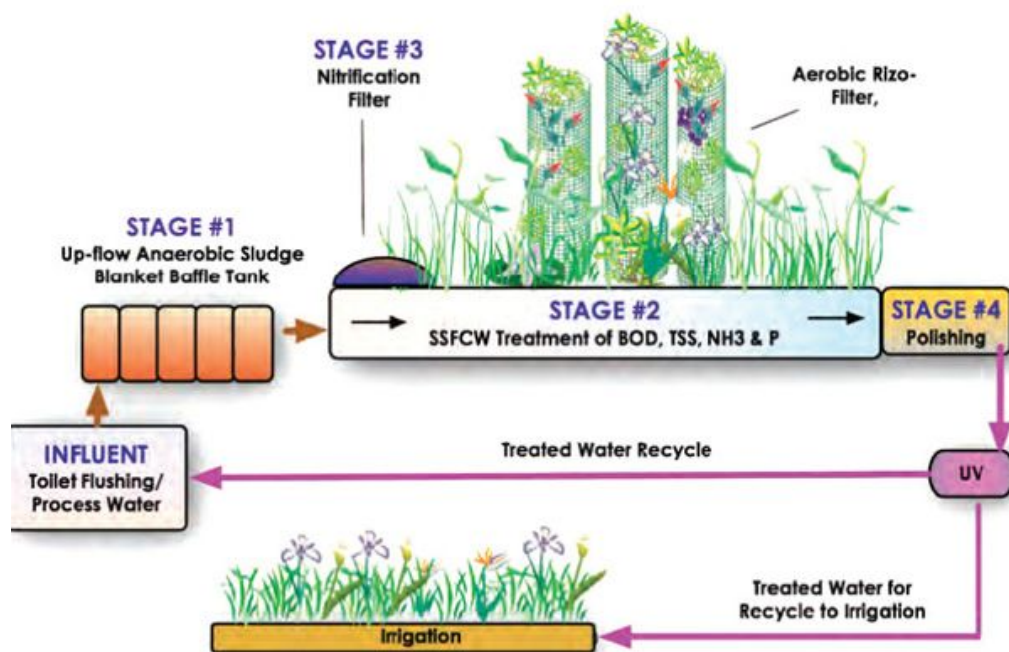 STAGE #3
Nitrification
Filter
Aerobic Rizo-
Filter,
STAGE #1
Up-flow Anaerobic Sludge
Blanket Baffle Tank
STAGE #2
SSFCW Treatment of BOD, TSS, NH3 & P
STAGE #4
Polishing
INFLUENT
Toilet Flushing/
Process Water
Treated Water Recycle
UV
Treated Water for
Recycle to Irrigation
Irrigation